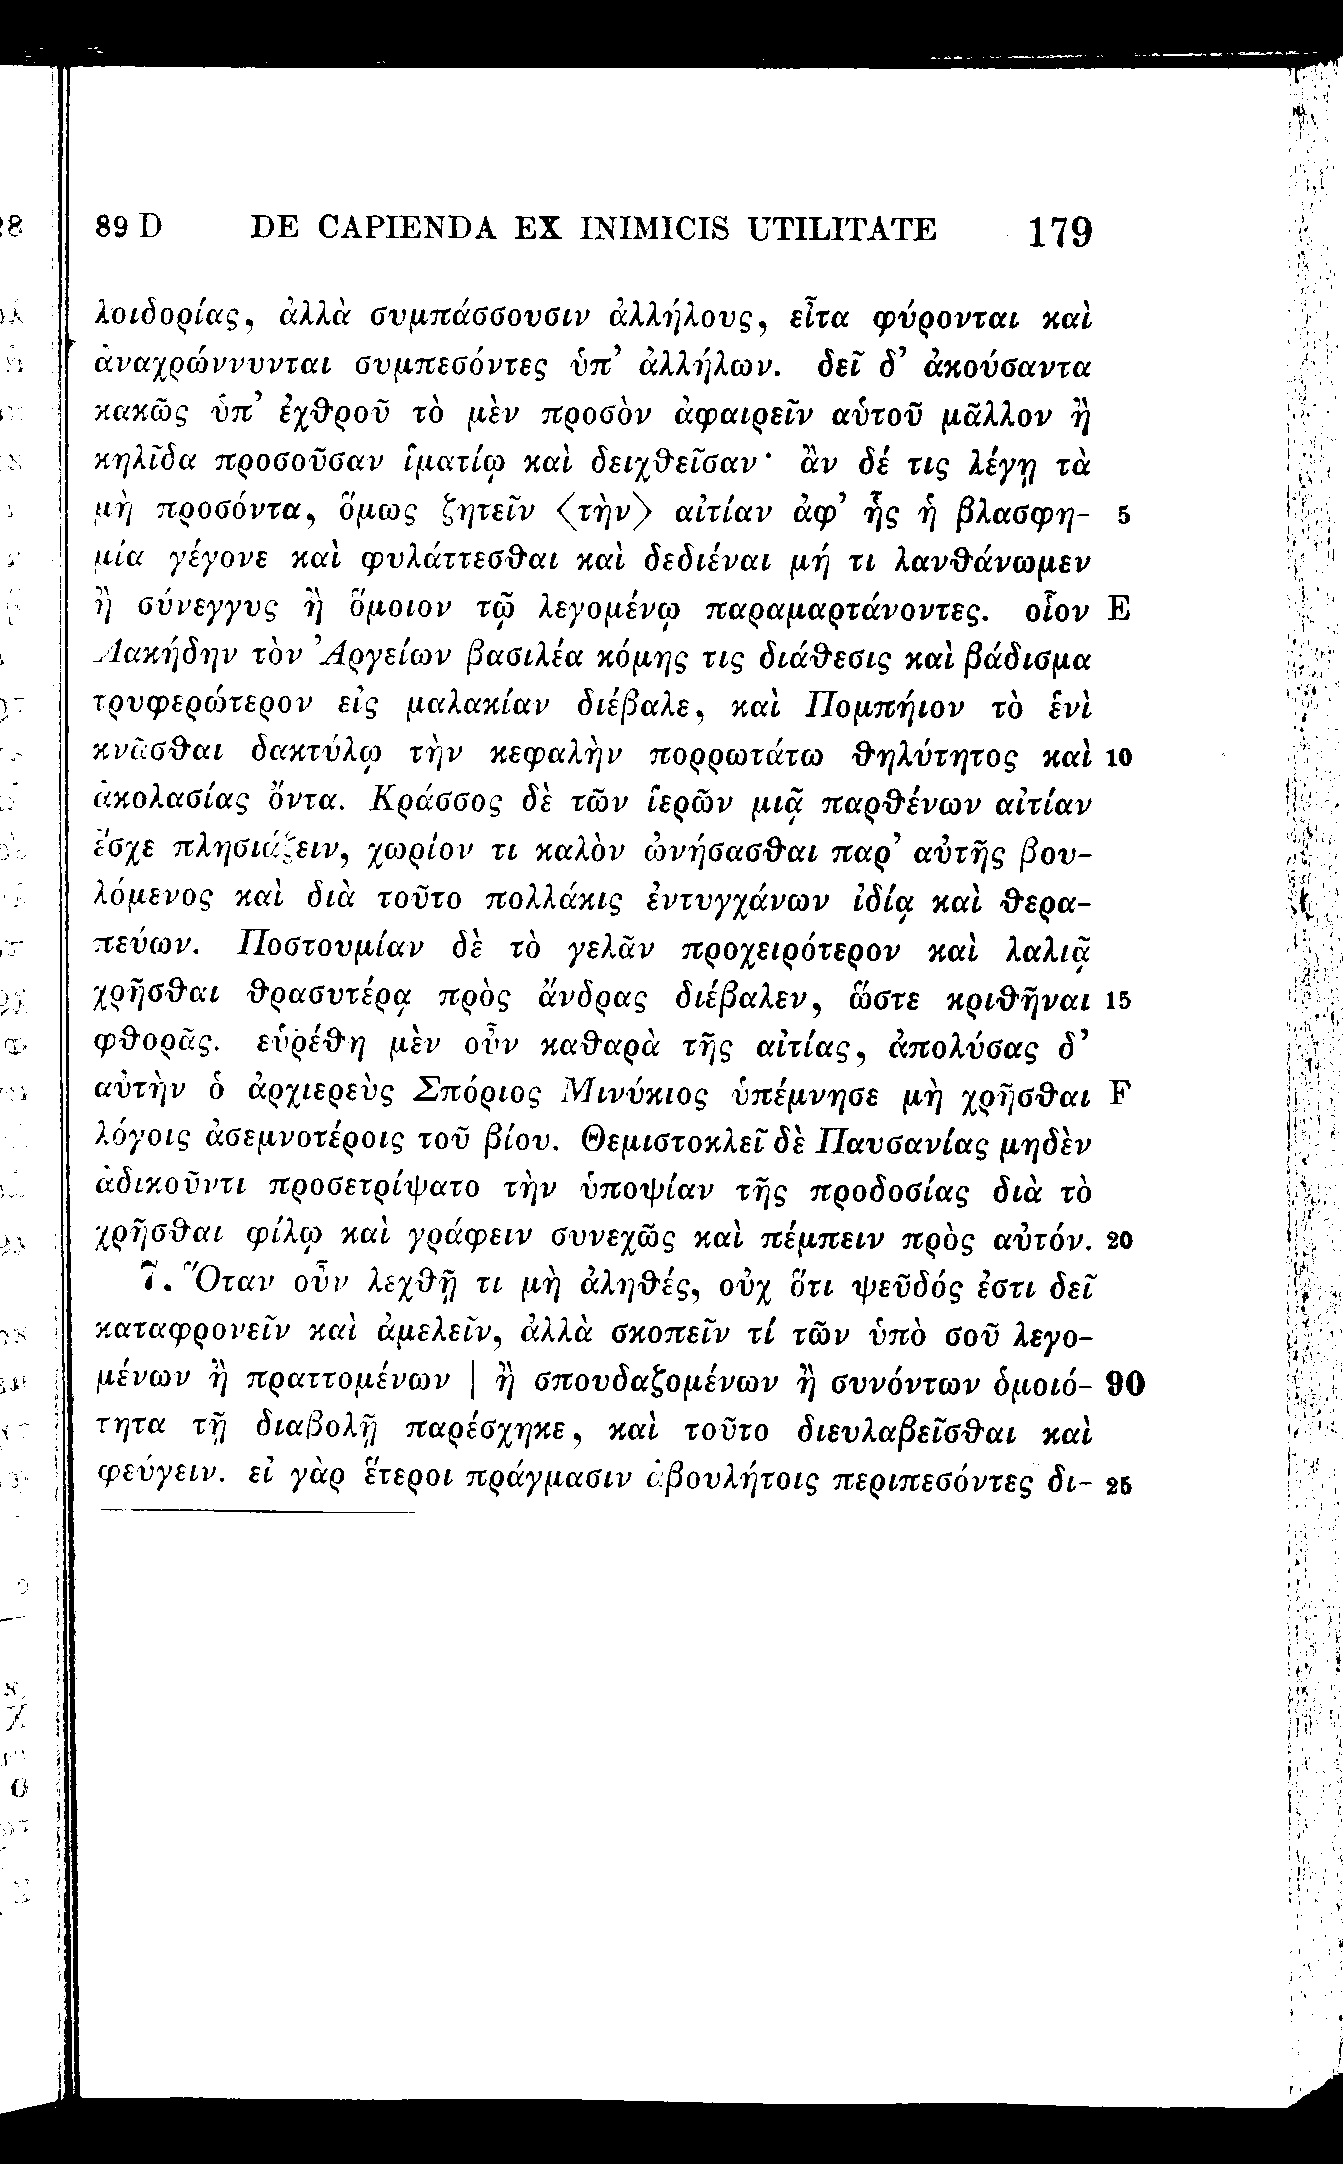 89 D DE CAPIENDA EX INIMICIS UTILITATE 179
λοιδορίας, ἀλλὰ συμπάσσουσιν ἀλλήλους, εἶτα φύρονται καὶ
ἀναχρώννυνται συμπεσόντες ὑπ’ ἀλλήλων. δεῖ δ’ ἀκούσαντα
κακῶς ὑπ’ ἐχθροῦ τὸ μὲν προσὸν ἀφαιρεῖν αὑτοῦ μᾶλλον ἢ
κηλῖδα προσοῦσαν ἱματίῳ καὶ δειχθεῖσαν· ἂν δέ τις λέγῃ τὰ
μὴ προσόντα, ὅμως ζητεῖν ⟨τὴν⟩ αἰτίαν ἀφ’ ἧς ἡ βλασφη- 5
μία γέγονε καὶ φυλάττεσθαι καὶ δεδιέναι μή τι λανθάνωμεν
ἢ σύνεγγυς ἢ ὅμοιον τῷ λεγομένῳ παραμαρτάνοντες. οἷον E
Λακήδην τὸν Ἀργείων βασιλέα κόμης τις διάθεσις καὶ βάδισμα
τρυφερώτερον εἰς μαλακίαν διέβαλε, καὶ Πομπήιον τὸ ἑνὶ
κνᾶσθαι δακτύλῳ τὴν κεφαλὴν πορρωτάτω θηλύτητος καὶ 10
ἀκολασίας ὄντα. Κράσσος δὲ τῶν ἱερῶν μιᾷ παρθένων αἰτίαν
ἔσχε πλησιάζειν, χωρίον τι καλὸν ὠνήσασθαι παρ’ αὐτῆς βου-
λόμενος καὶ διὰ τοῦτο πολλάκις ἐντυγχάνων ἰδίᾳ καὶ θερα-
πεύων. Ποστουμίαν δὲ τὸ γελᾶν προχειρότερον καὶ λαλιᾷ
χρῆσθαι θρασυτέρᾳ πρὸς ἄνδρας διέβαλεν, ὥστε κριθῆναι 15
φθορᾶς. εὑρέθη μὲν οὖν καθαρὰ τῆς αἰτίας, ἀπολύσας δ’
αὐτὴν ὁ ἀρχιερεὺς Σπόριος Μινύκιος ὑπέμνησε μὴ χρῆσθαι F
λόγοις ἀσεμνοτέροις τοῦ βίου. Θεμιστοκλεῖ δὲ Παυσανίας μηδὲν
ἀδικοῦντι προσετρίψατο τὴν ὑποψίαν τῆς προδοσίας διὰ τὸ
χρῆσθαι φίλῳ καὶ γράφειν συνεχῶς καὶ πέμπειν πρὸς αὐτόν. 20
7. Ὅταν οὖν λεχθῇ τι μὴ ἀληθές, οὐχ ὅτι ψεῦδός ἐστι δεῖ
καταφρονεῖν καὶ ἀμελεῖν, ἀλλὰ σκοπεῖν τί τῶν ὑπὸ σοῦ λεγο-
μένων ἢ πραττομένων | ἢ σπουδαζομένων ἢ συνόντων ὁμοιό- 90
τητα τῇ διαβολῇ παρέσχηκε, καὶ τοῦτο διευλαβεῖσθαι καὶ
φεύγειν. εἰ γὰρ ἕτεροι πράγμασιν ἀβουλήτοις περιπεσόντες δι- 25